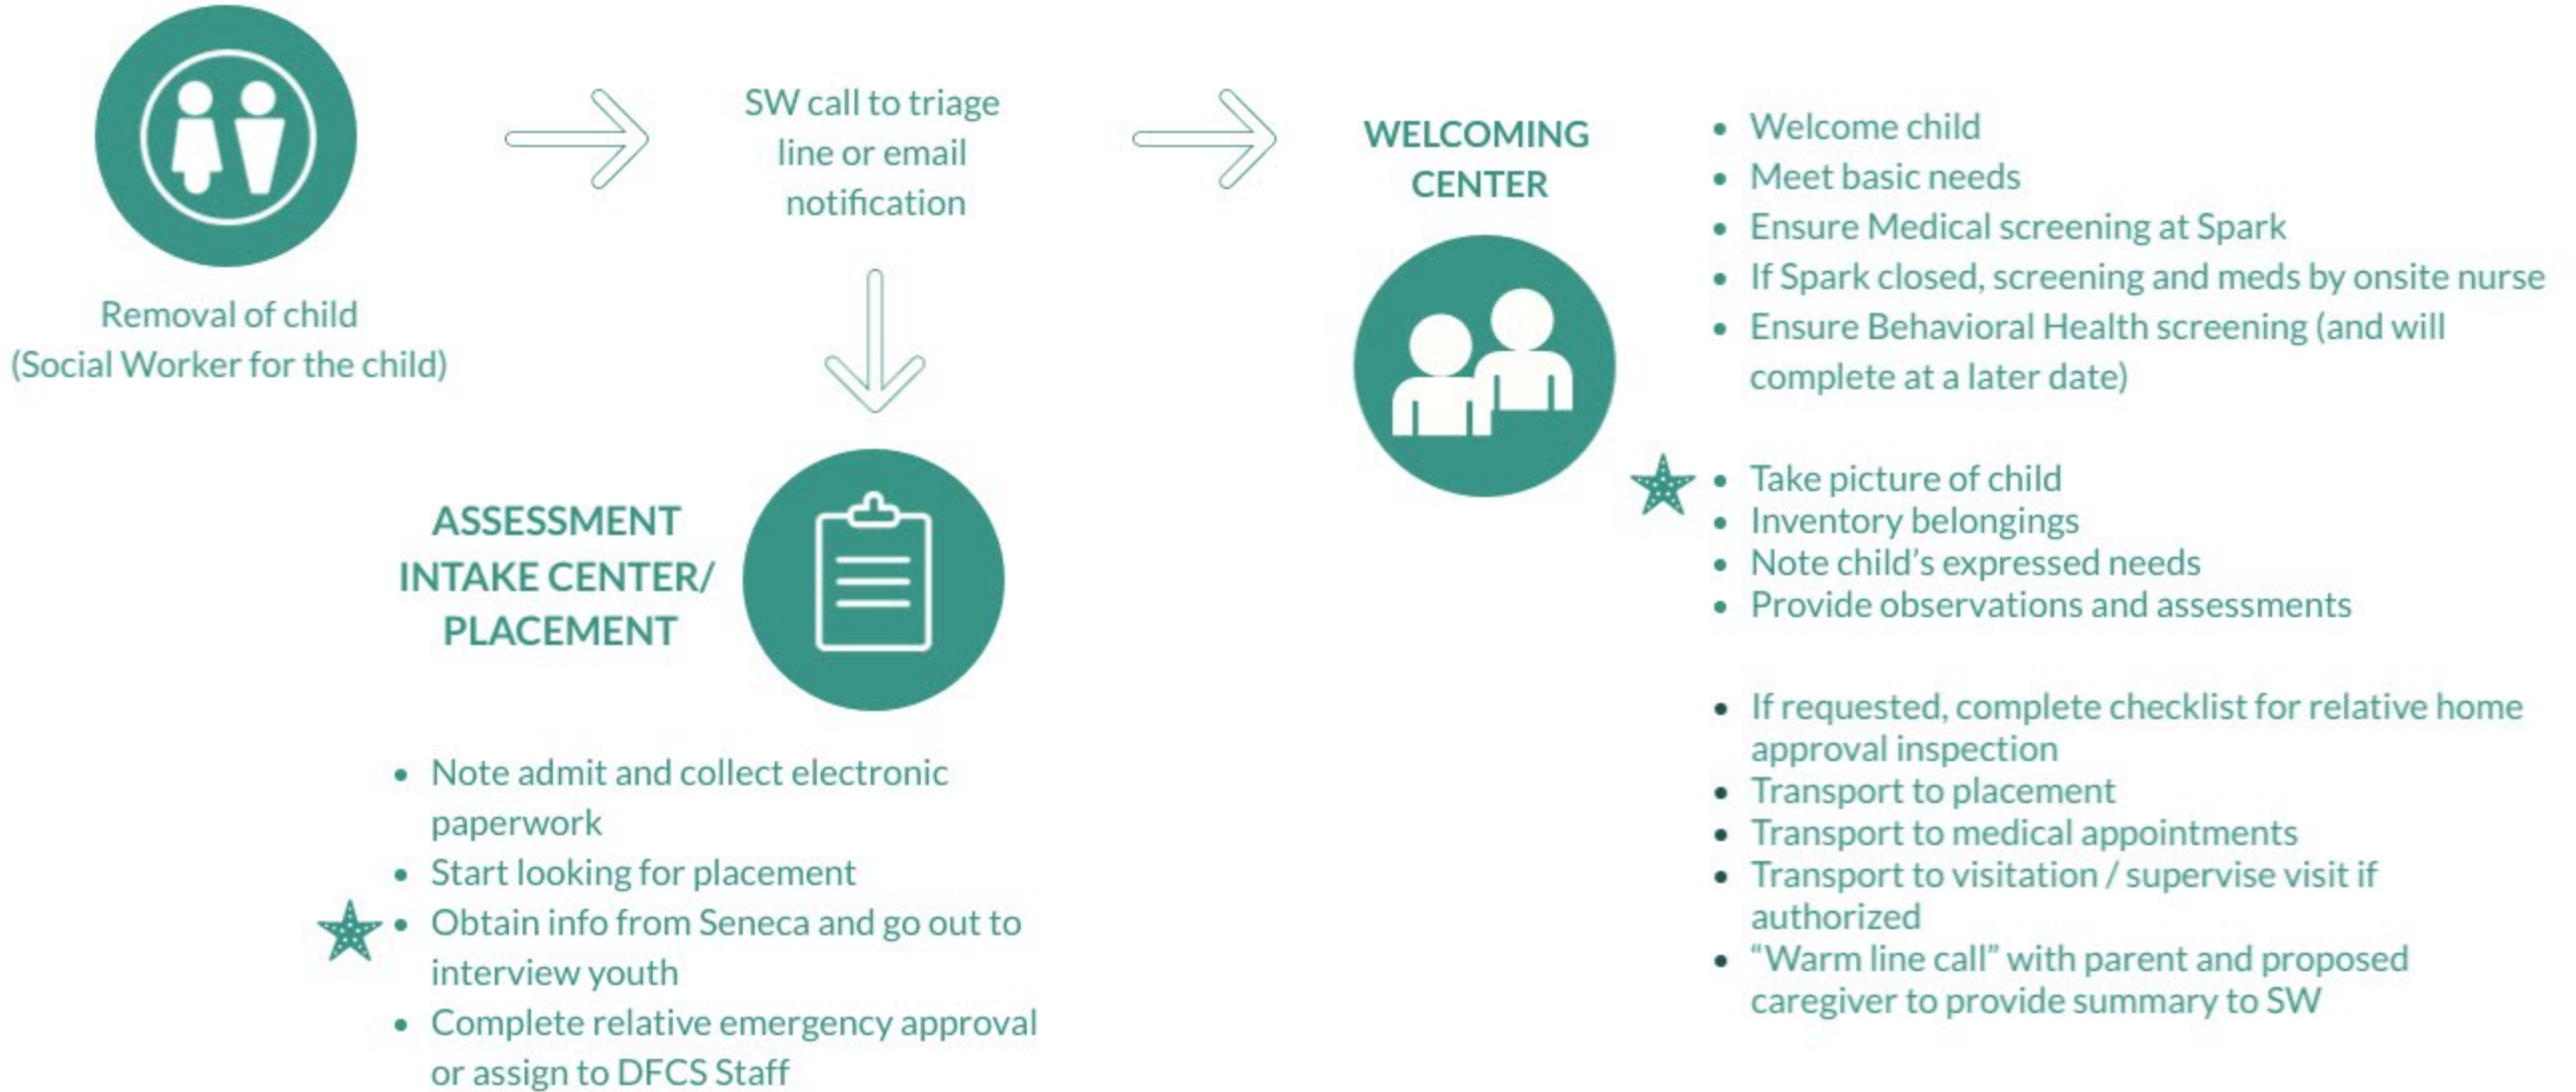 Removal of child
(Social Worker for the child)
SW call to triage
line or email
notification
ASSESSMENT
INTAKE CENTER/
PLACEMENT
• Note admit and collect electronic
paperwork
• Start looking for placement
• Obtain info from Seneca and go out to
interview youth
• Complete relative emergency approval
or assign to DFCS Staff
WELCOMING
CENTER
• Welcome child
• Meet basic needs
• Ensure Medical screening at Spark
• If Spark closed, screening and meds by onsite nurse
• Ensure Behavioral Health screening (and will
complete at a later date)
• Take picture of child
• Inventory belongings
• Note child’s expressed needs
• Provide observations and assessments
• If requested, complete checklist for relative home
approval inspection
• Transport to placement
• Transport to medical appointments
• Transport to visitation / supervise visit if
authorized
• “Warm line call” with parent and proposed
caregiver to provide summary to SW